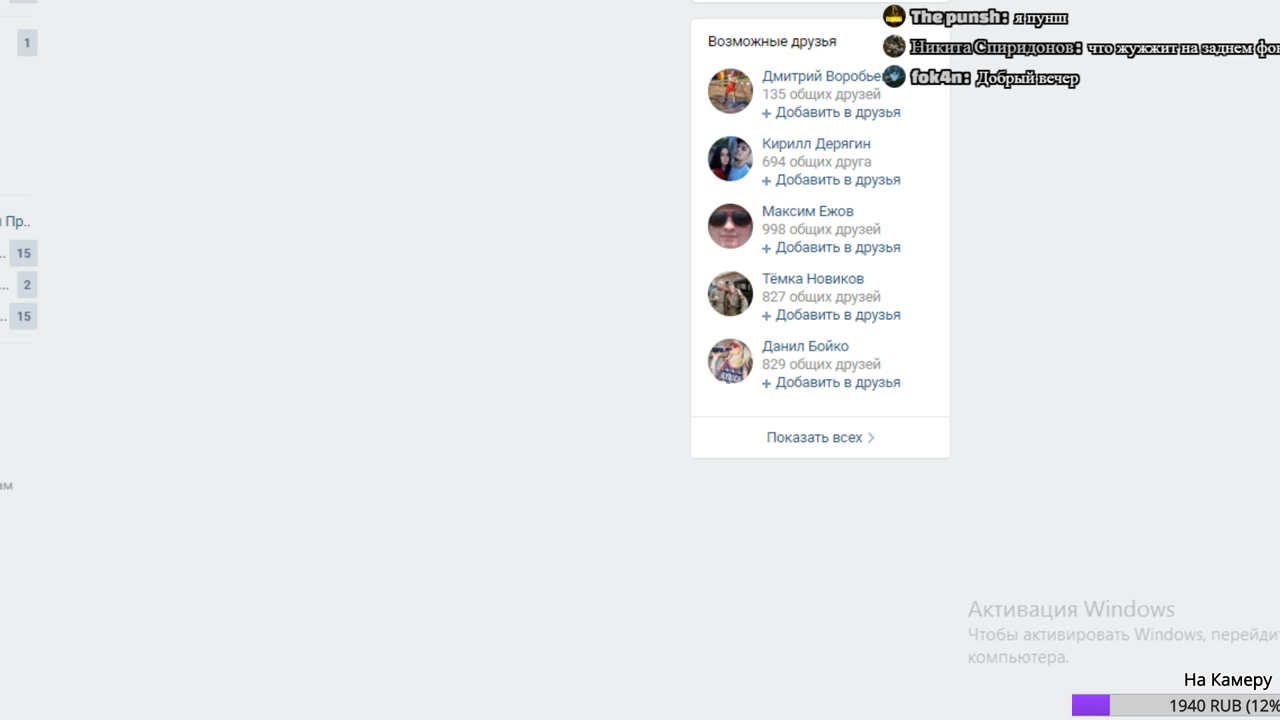 1
Пр..
.. 15
... 2
.. 15
ам
Возможные друзья
Дмитрий Воробье
135 общих друзей
+ Добавить в друзья
Кирилл Дерягин
694 общих друга
+ Добавить в друзья
Максим Ежов
998 общих друзей
+ Добавить в друзья
Тёмка Новиков
827 общих друзей
+ Добавить в друзья
Данил Бойко
829 общих друзей
+ Добавить в друзья
Показать всех
The punsh: я пунш
Никита Спиридонов: что жужжит на заднем фон
fok4n: Добрый вечер
Активация Windows
Чтобы активировать Windows, перейди
компьютера.
На Камеру
1940 RUB (12%